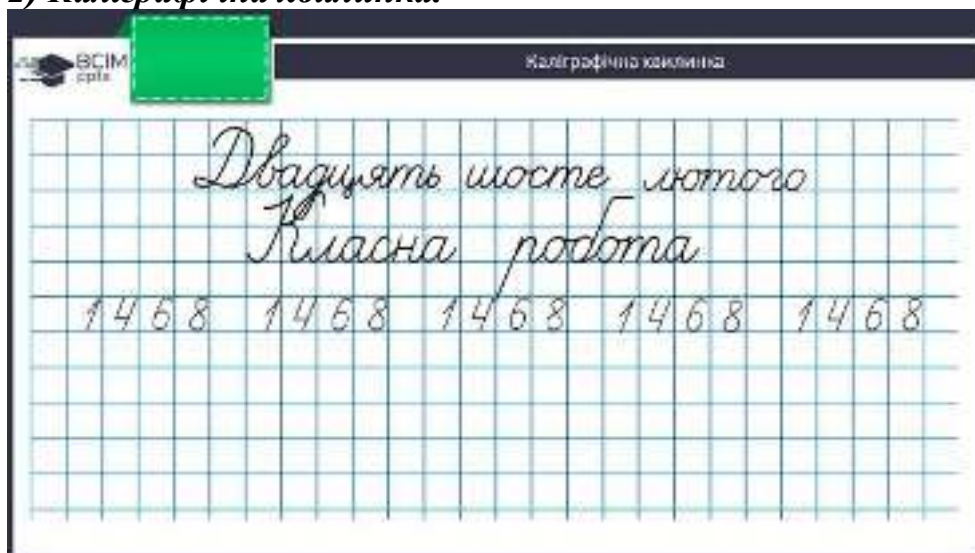 2) Каліграфічна хвилинка.
ВСІМ
освіта
Каліграфічна хвилинка
Двадцять шосте лютого
Класна робота
1 4 6 8 1 4 6 8 1 4 6 8 1 4 6 8 1 4 6 8